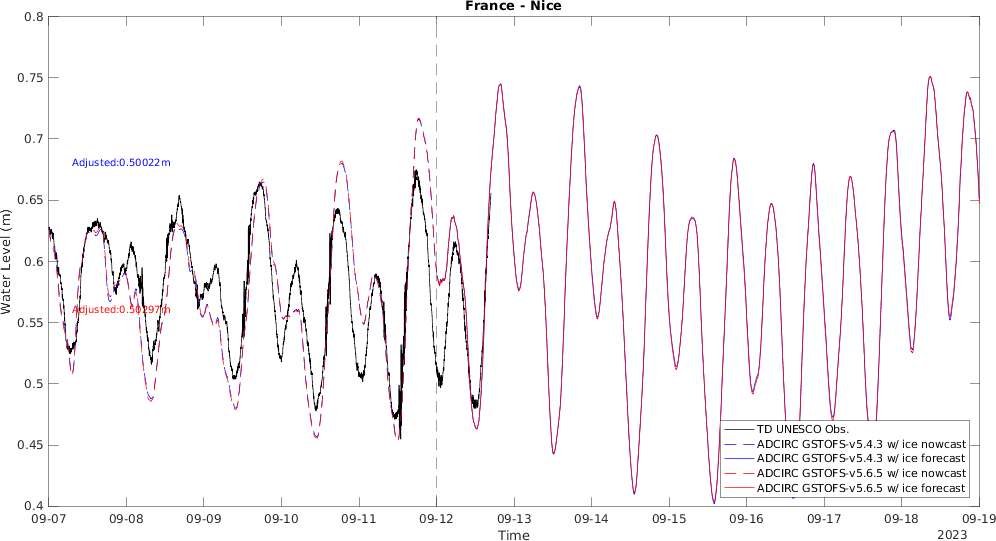 France - Nice
0.8
0.75
0.7
0.65
0.6
0.55
0.5
0.45
0.4
Water Level (m)
Adjusted:0.50022m
Adjusted:0.50297m
TD UNESCO Obs.
ADCIRC GSTOFS-v5.4.3 w/ ice nowcast
ADCIRC GSTOFS-v5.4.3 w/ ice forecast
ADCIRC GSTOFS-v5.6.5 w/ ice nowcast
ADCIRC GSTOFS-v5.6.5 w/ ice forecast
09-07 09-08 09-09 09-10 09-11 09-12 09-13 09-14 09-15 09-16 09-17 09-18 09-19
Time
2023